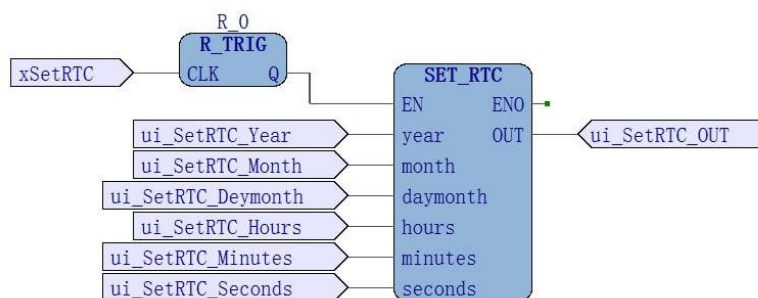 R_0
R_TRIG
xSetRTC
CLK Q
SET_RTC
EN ENO
ui_SetRTC_Year
year OUT
ui_SetRTC_OUT
ui_SetRTC_Month
month
ui_SetRTC_Deymonth
daymonth
ui_SetRTC_Hours
hours
ui_SetRTC_Minutes
minutes
ui_SetRTC_Seconds
seconds